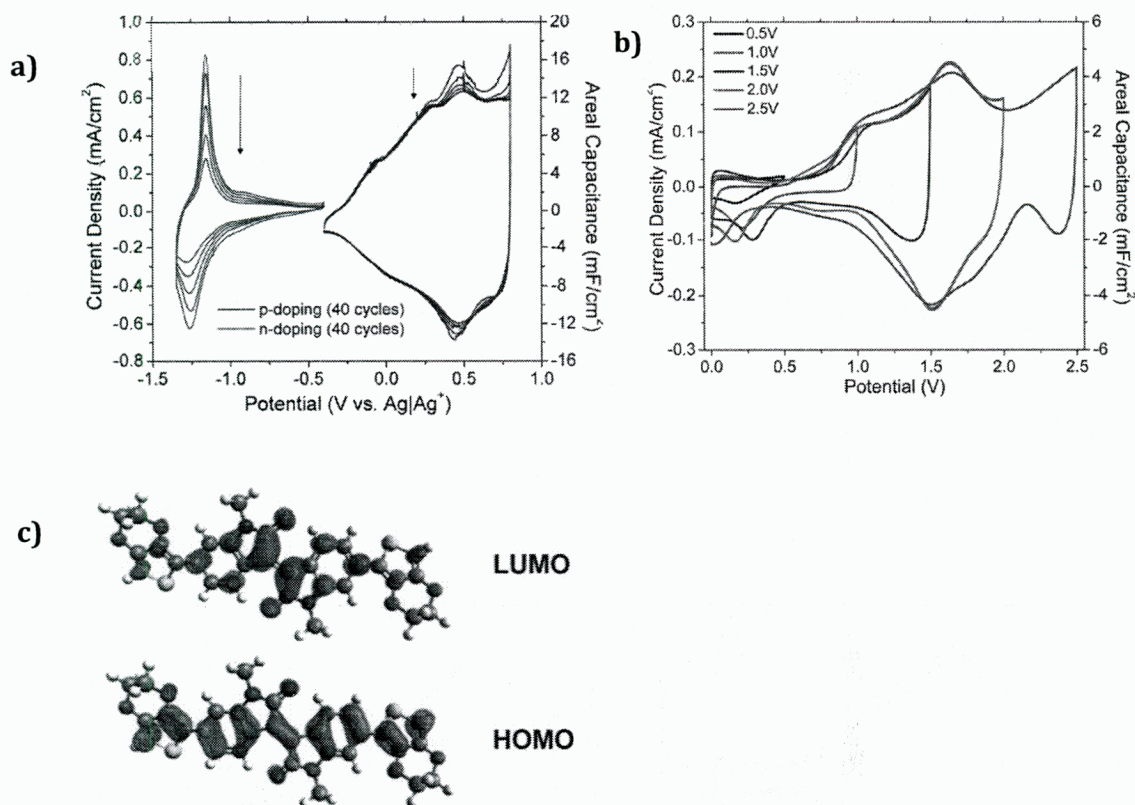 a)
Current Density (mA/cm²)
1.0
0.8
0.6
0.4
0.2
0.0
-0.2
-0.4
-0.6
-0.8
p-doping (40 cycles)
n-doping (40 cycles)
20
16
12
8
4
0
-4
-8
-12
-16
Areal Capacitance (mF/cm²)
-1.5 -1.0 -0.5 0.0 0.5 1.0
Potential (V vs. Ag|Ag⁺)
b)
Current Density (mA/cm²)
0.3
0.2
0.1
0.0
-0.1
-0.2
-0.3
0.5V
1.0V
1.5V
2.0V
2.5V
6
4
2
0
-2
-4
-6
Areal Capacitance (mF/cm²)
0.0 0.5 1.0 1.5 2.0 2.5
Potential (V)
c)
LUMO
HOMO